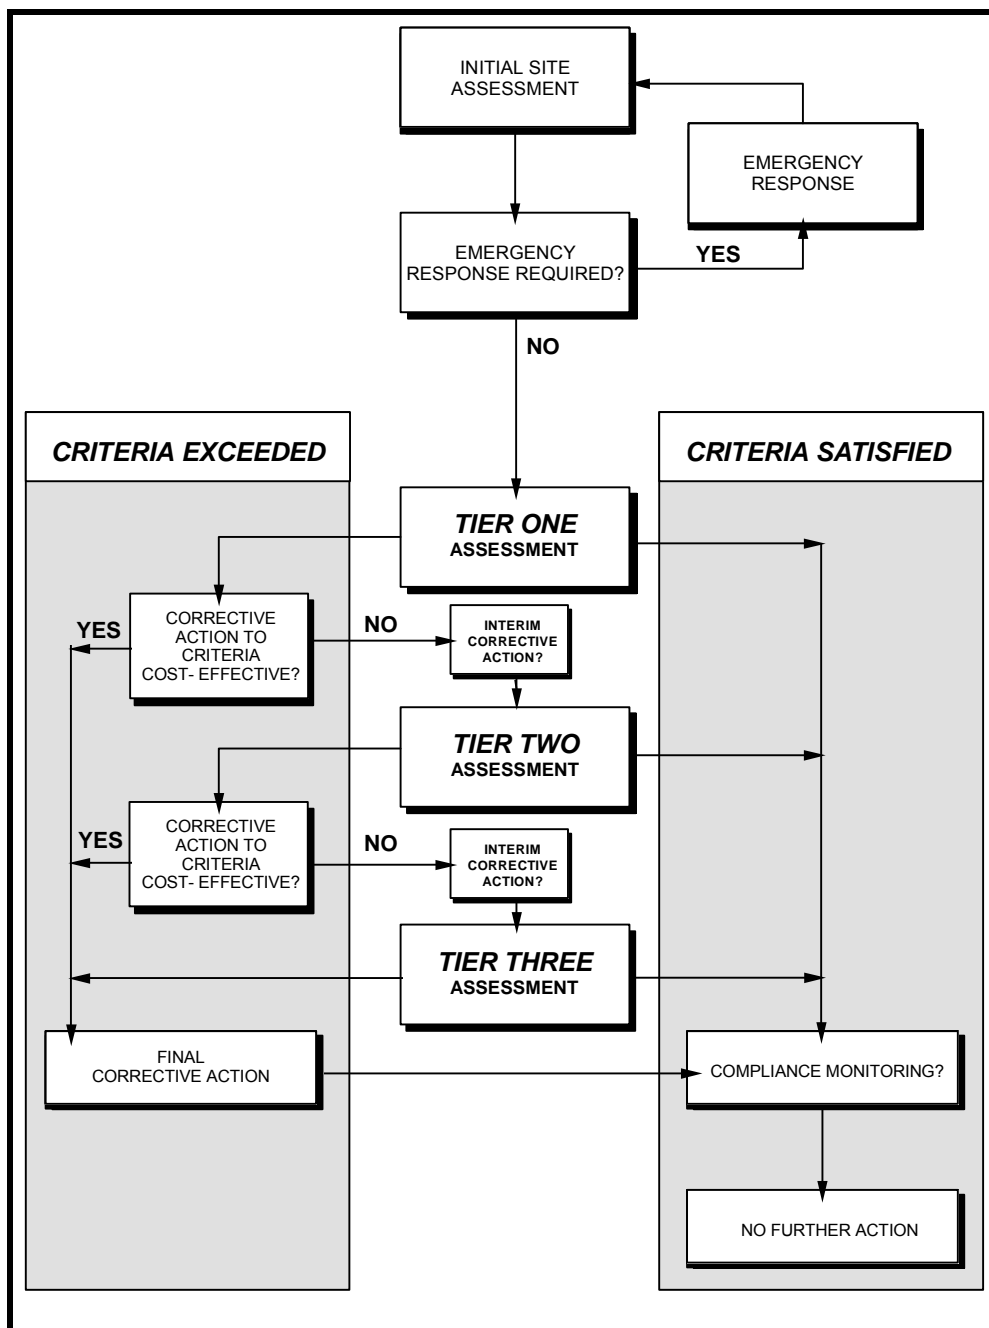 INITIAL SITE
ASSESSMENT
EMERGENCY
RESPONSE
EMERGENCY
RESPONSE REQUIRED?
YES
NO
CRITERIA EXCEEDED
CRITERIA SATISFIED
TIER ONE
ASSESSMENT
YES
CORRECTIVE
ACTION TO
CRITERIA
COST- EFFECTIVE?
NO
INTERIM
CORRECTIVE
ACTION?
TIER TWO
ASSESSMENT
YES
CORRECTIVE
ACTION TO
CRITERIA
COST- EFFECTIVE?
NO
INTERIM
CORRECTIVE
ACTION?
TIER THREE
ASSESSMENT
FINAL
CORRECTIVE ACTION
COMPLIANCE MONITORING?
NO FURTHER ACTION